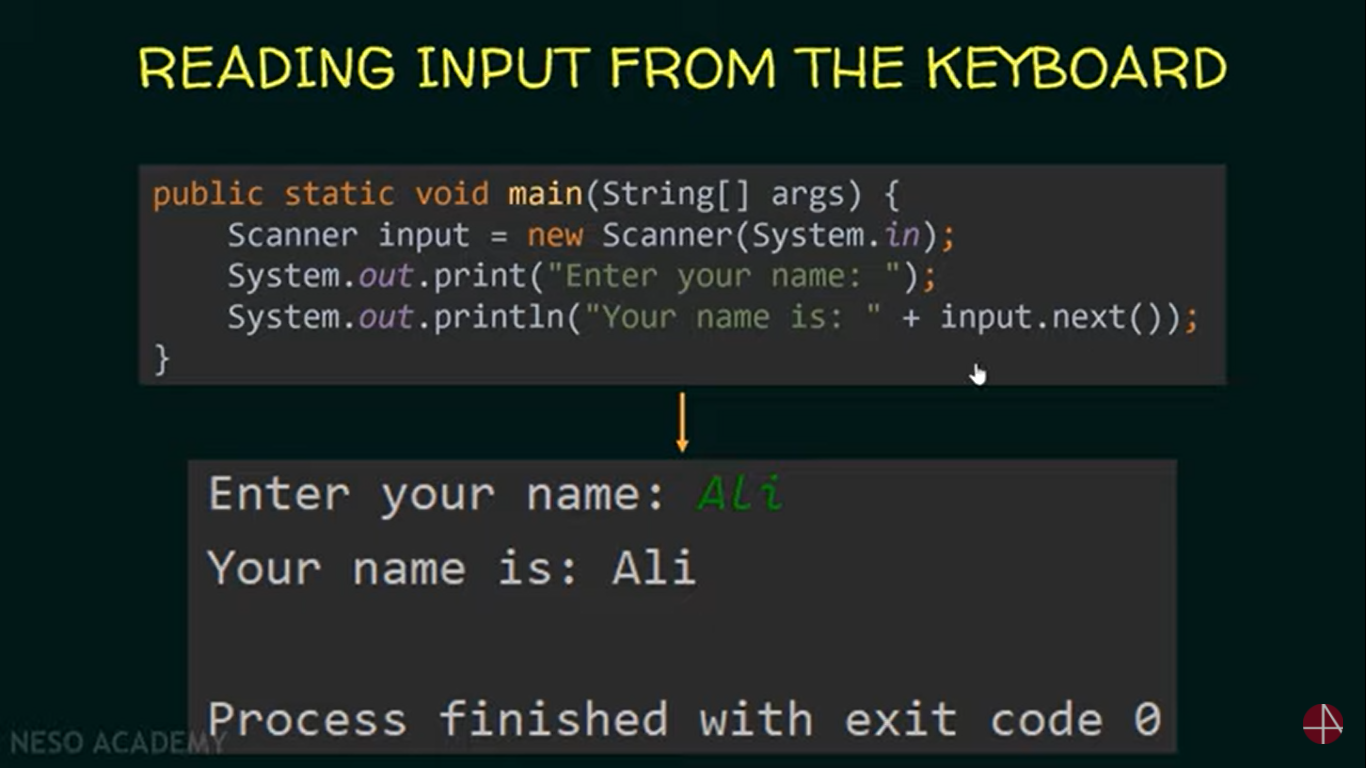 READING INPUT FROM THE KEYBOARD
public static void main(String[] args) {
    Scanner input = new Scanner(System.in);
    System.out.print("Enter your name: ");
    System.out.println("Your name is: " + input.next());
}
Enter your name: Ali
Your name is: Ali
Process finished with exit code 0
NESO ACADEMY